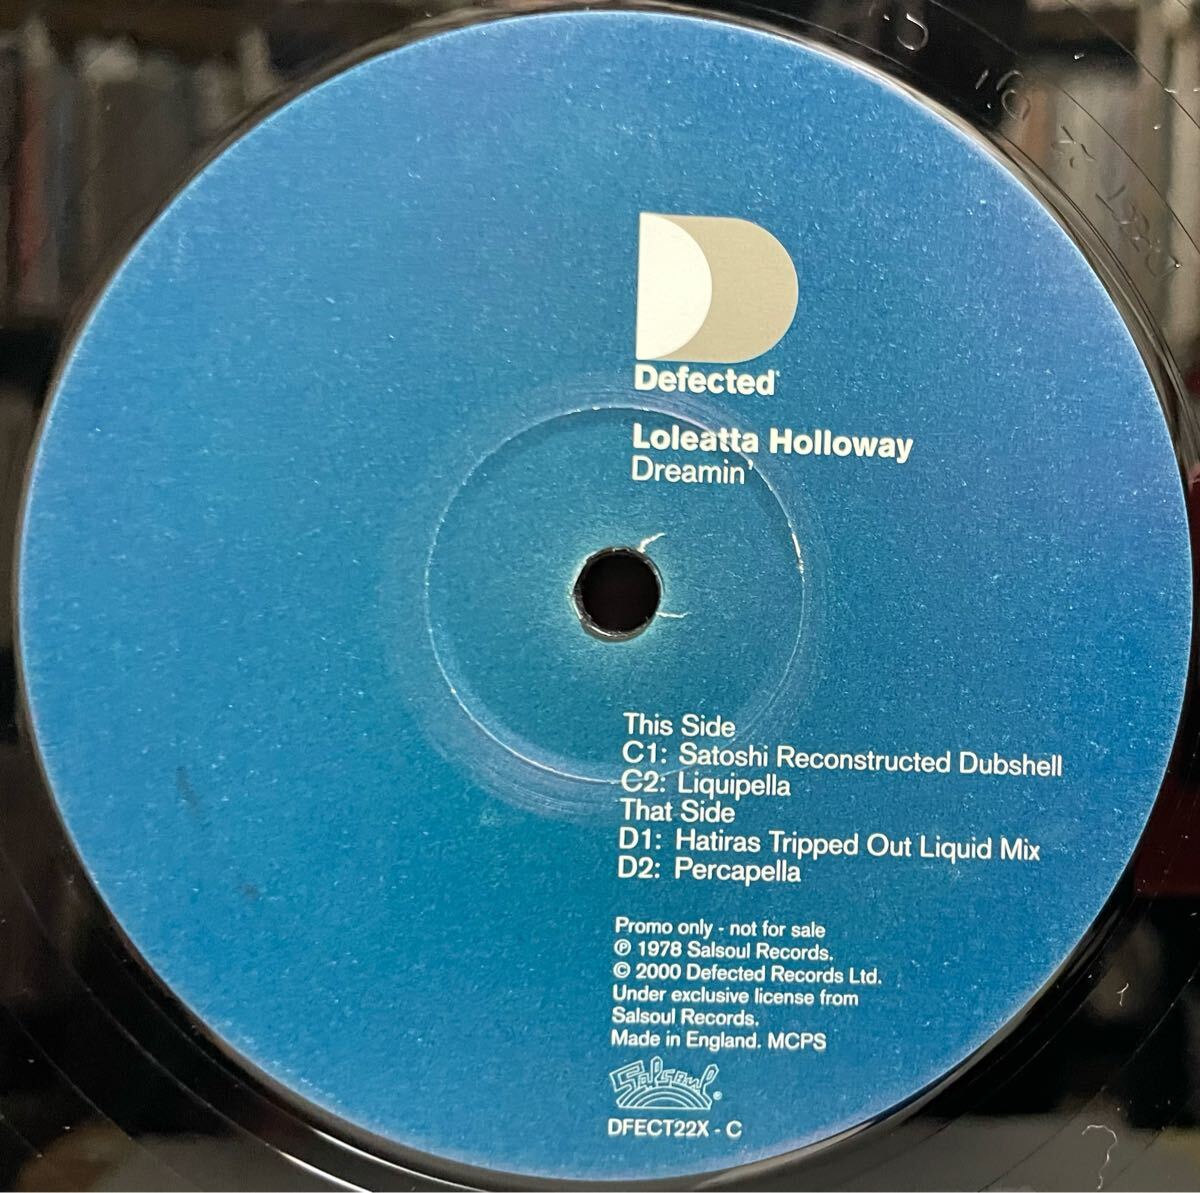 Defected
Loleatta Holloway
Dreamin'
This Side
C1: Satoshi Reconstructed Dubshell
C2: Liquipella
That Side
D1: Hatiras Tripped Out Liquid Mix
D2: Percapella
Promo only - not for sale
℗ 1978 Salsoul Records.
© 2000 Defected Records Ltd.
Under exclusive license from
Salsoul Records.
Made in England. MCPS
Salsoul®
DFECT22X - C